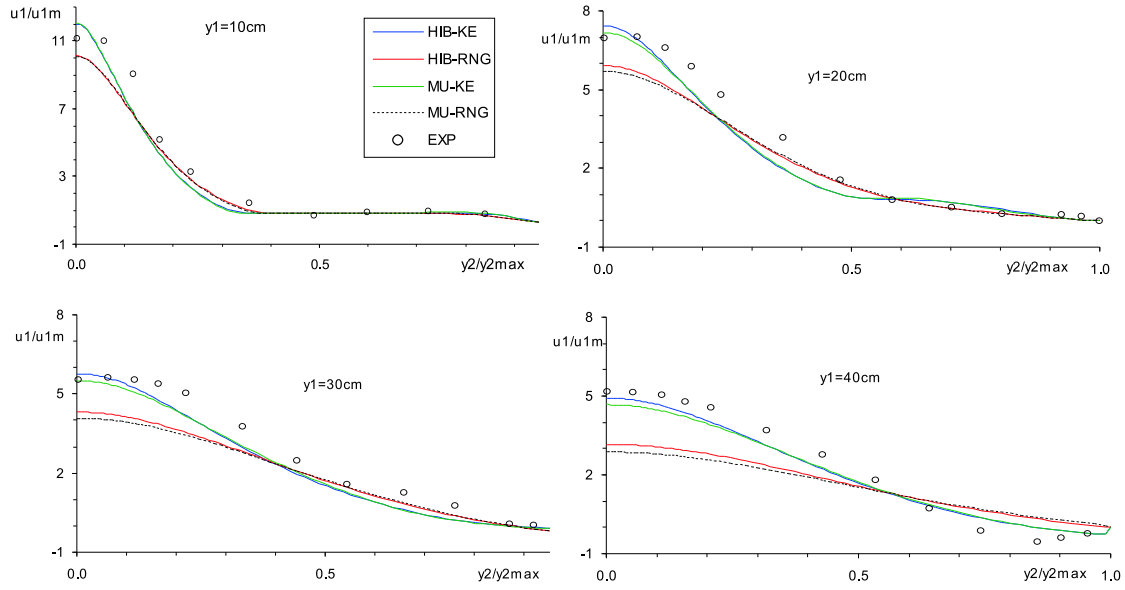 u1/u1m
y1=10cm
11
7
3
-1
0.0
0.5
y2/y2max
HIB-KE
HIB-RNG
MU-KE
MU-RNG
EXP
8
u1/u1m
y1=20cm
5
2
-1
0.0
0.5
y2/y2max
1.0
8
u1/u1m
y1=30cm
5
2
-1
0.0
0.5
y2/y2max
8
u1/u1m
y1=40cm
5
2
-1
0.0
0.5
y2/y2max
1.0